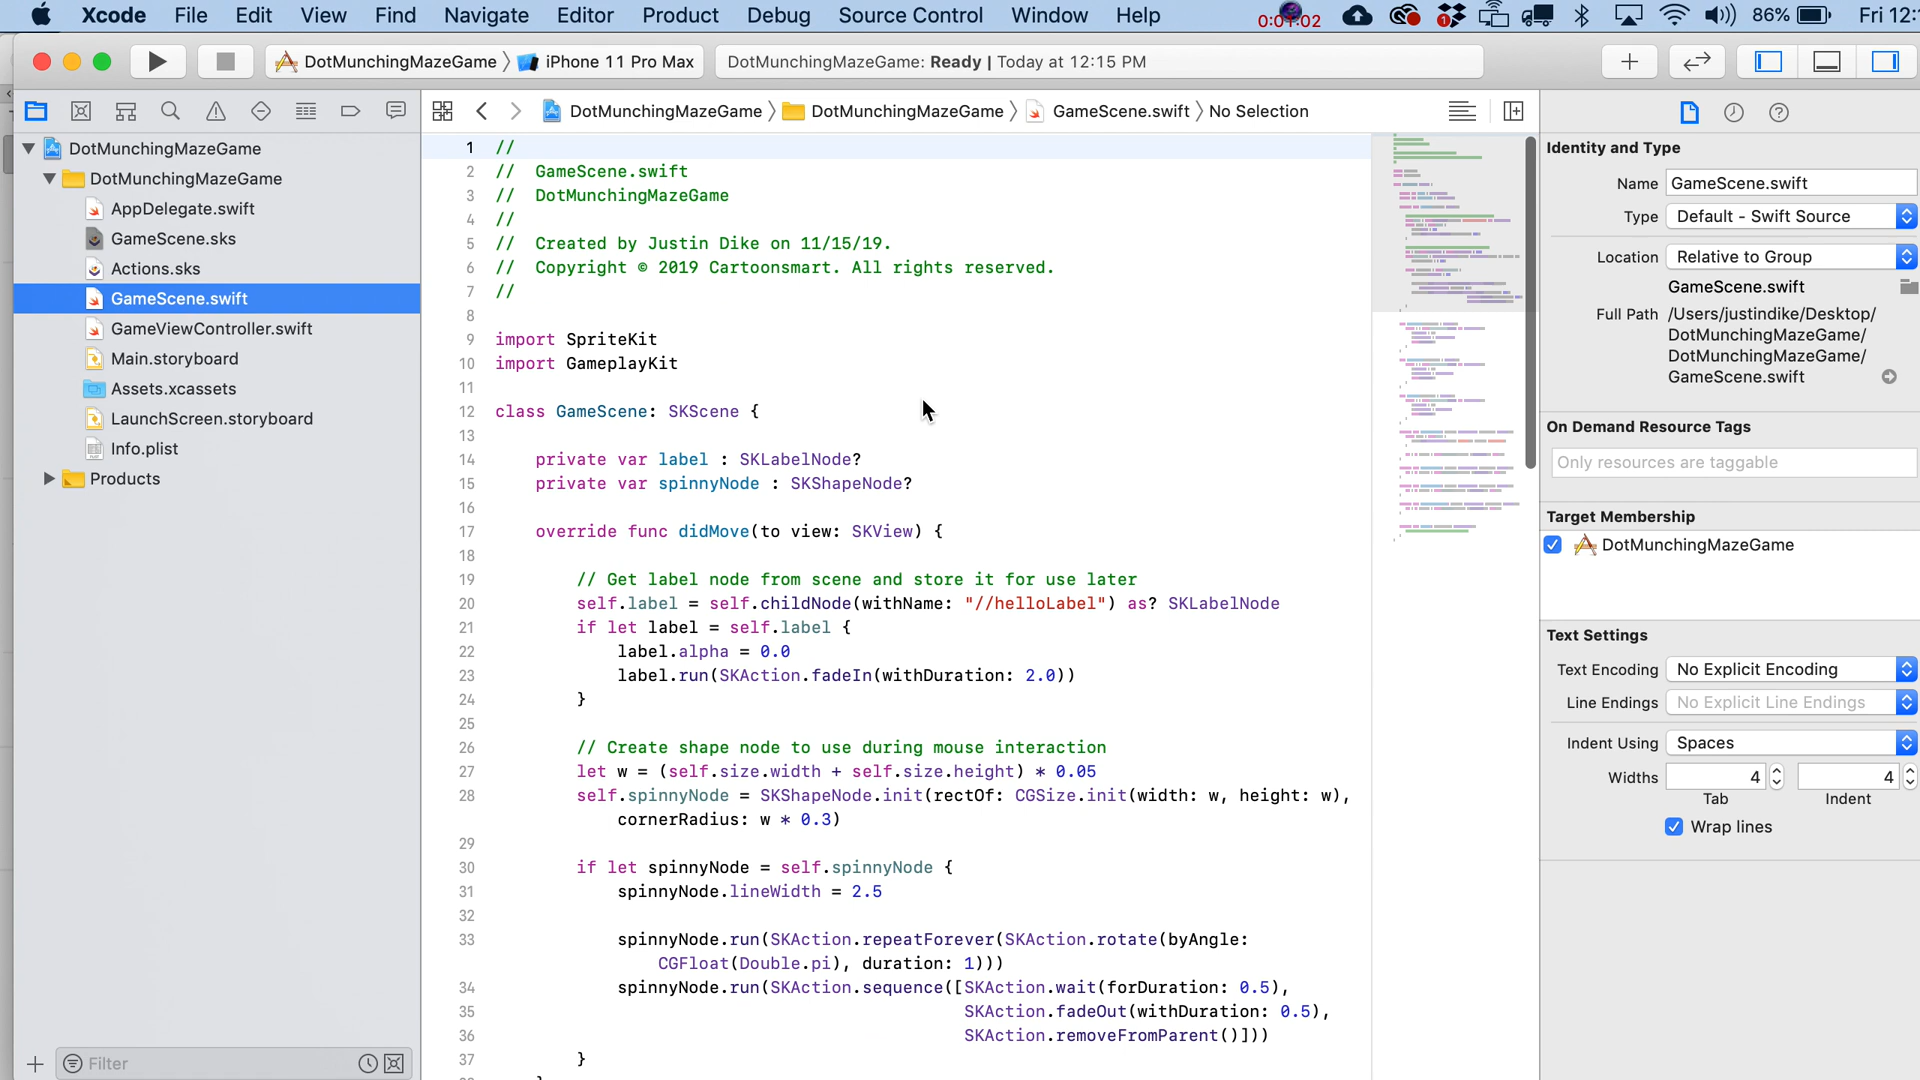 Xcode File Edit View Find Navigate Editor Product Debug Source Control Window Help 0:01:02 1 86% Fri 12:
DotMunchingMazeGame iPhone 11 Pro Max DotMunchingMazeGame: Ready | Today at 12:15 PM
DotMunchingMazeGame DotMunchingMazeGame GameScene.swift No Selection
DotMunchingMazeGame
DotMunchingMazeGame
AppDelegate.swift
GameScene.sks
Actions.sks
GameScene.swift
GameViewController.swift
Main.storyboard
Assets.xcassets
LaunchScreen.storyboard
Info.plist
Products
Filter
1 //
2 // GameScene.swift
3 // DotMunchingMazeGame
4 //
5 // Created by Justin Dike on 11/15/19.
6 // Copyright © 2019 Cartoonsmart. All rights reserved.
7 //
8
9 import SpriteKit
10 import GameplayKit
11
12 class GameScene: SKScene {
13
14 private var label : SKLabelNode?
15 private var spinnyNode : SKShapeNode?
16
17 override func didMove(to view: SKView) {
18
19 // Get label node from scene and store it for use later
20 self.label = self.childNode(withName: "//helloLabel") as? SKLabelNode
21 if let label = self.label {
22 label.alpha = 0.0
23 label.run(SKAction.fadeIn(withDuration: 2.0))
24 }
25
26 // Create shape node to use during mouse interaction
27 let w = (self.size.width + self.size.height) * 0.05
28 self.spinnyNode = SKShapeNode.init(rectOf: CGSize.init(width: w, height: w),
cornerRadius: w * 0.3)
29
30 if let spinnyNode = self.spinnyNode {
31 spinnyNode.lineWidth = 2.5
32
33 spinnyNode.run(SKAction.repeatForever(SKAction.rotate(byAngle:
CGFloat(Double.pi), duration: 1)))
34 spinnyNode.run(SKAction.sequence([SKAction.wait(forDuration: 0.5),
35 SKAction.fadeOut(withDuration: 0.5),
36 SKAction.removeFromParent()]))
37 }
Identity and Type
Name GameScene.swift
Type Default - Swift Source
Location Relative to Group
GameScene.swift
Full Path /Users/justindike/Desktop/
DotMunchingMazeGame/
DotMunchingMazeGame/
GameScene.swift
On Demand Resource Tags
Only resources are taggable
Target Membership
DotMunchingMazeGame
Text Settings
Text Encoding No Explicit Encoding
Line Endings No Explicit Line Endings
Indent Using Spaces
Widths 4 4
Tab Indent
Wrap lines